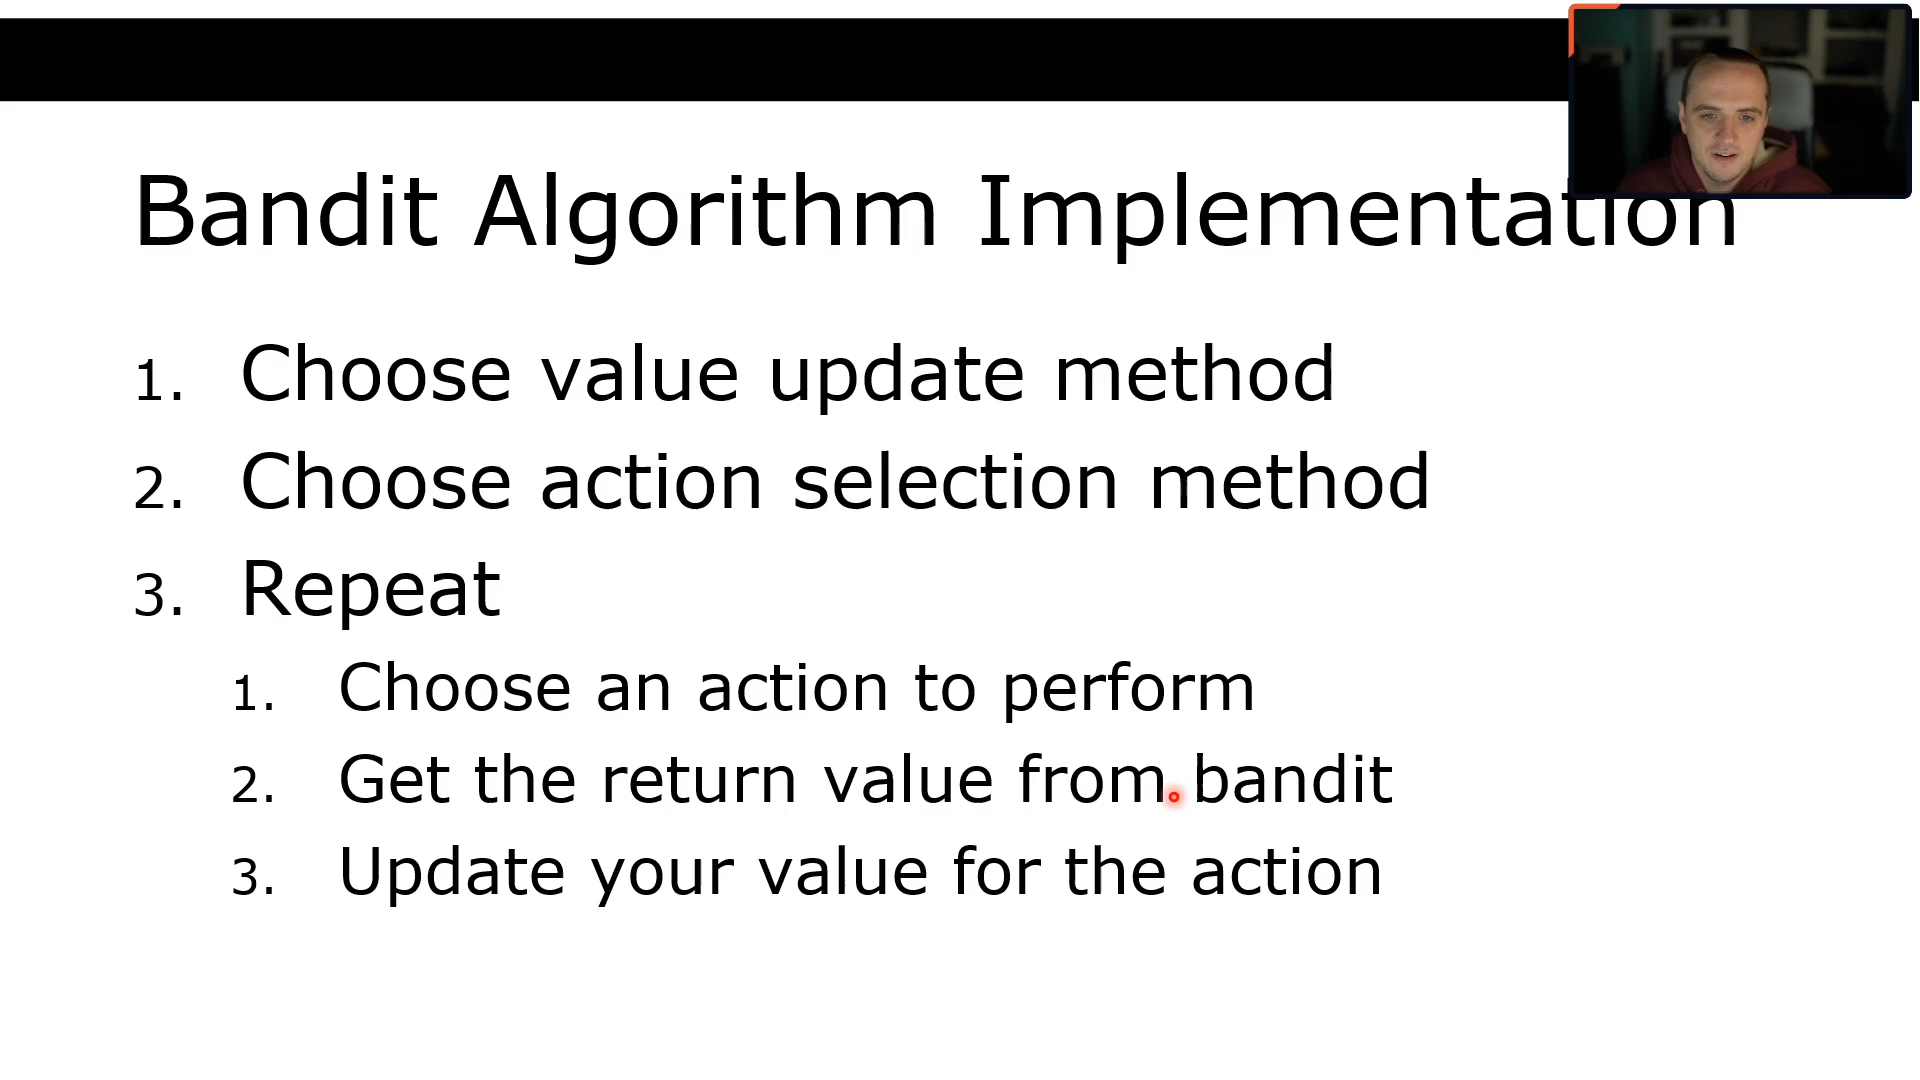 Bandit Algorithm Implementation
1. Choose value update method
2. Choose action selection method
3. Repeat
1. Choose an action to perform
2. Get the return value from bandit
3. Update your value for the action